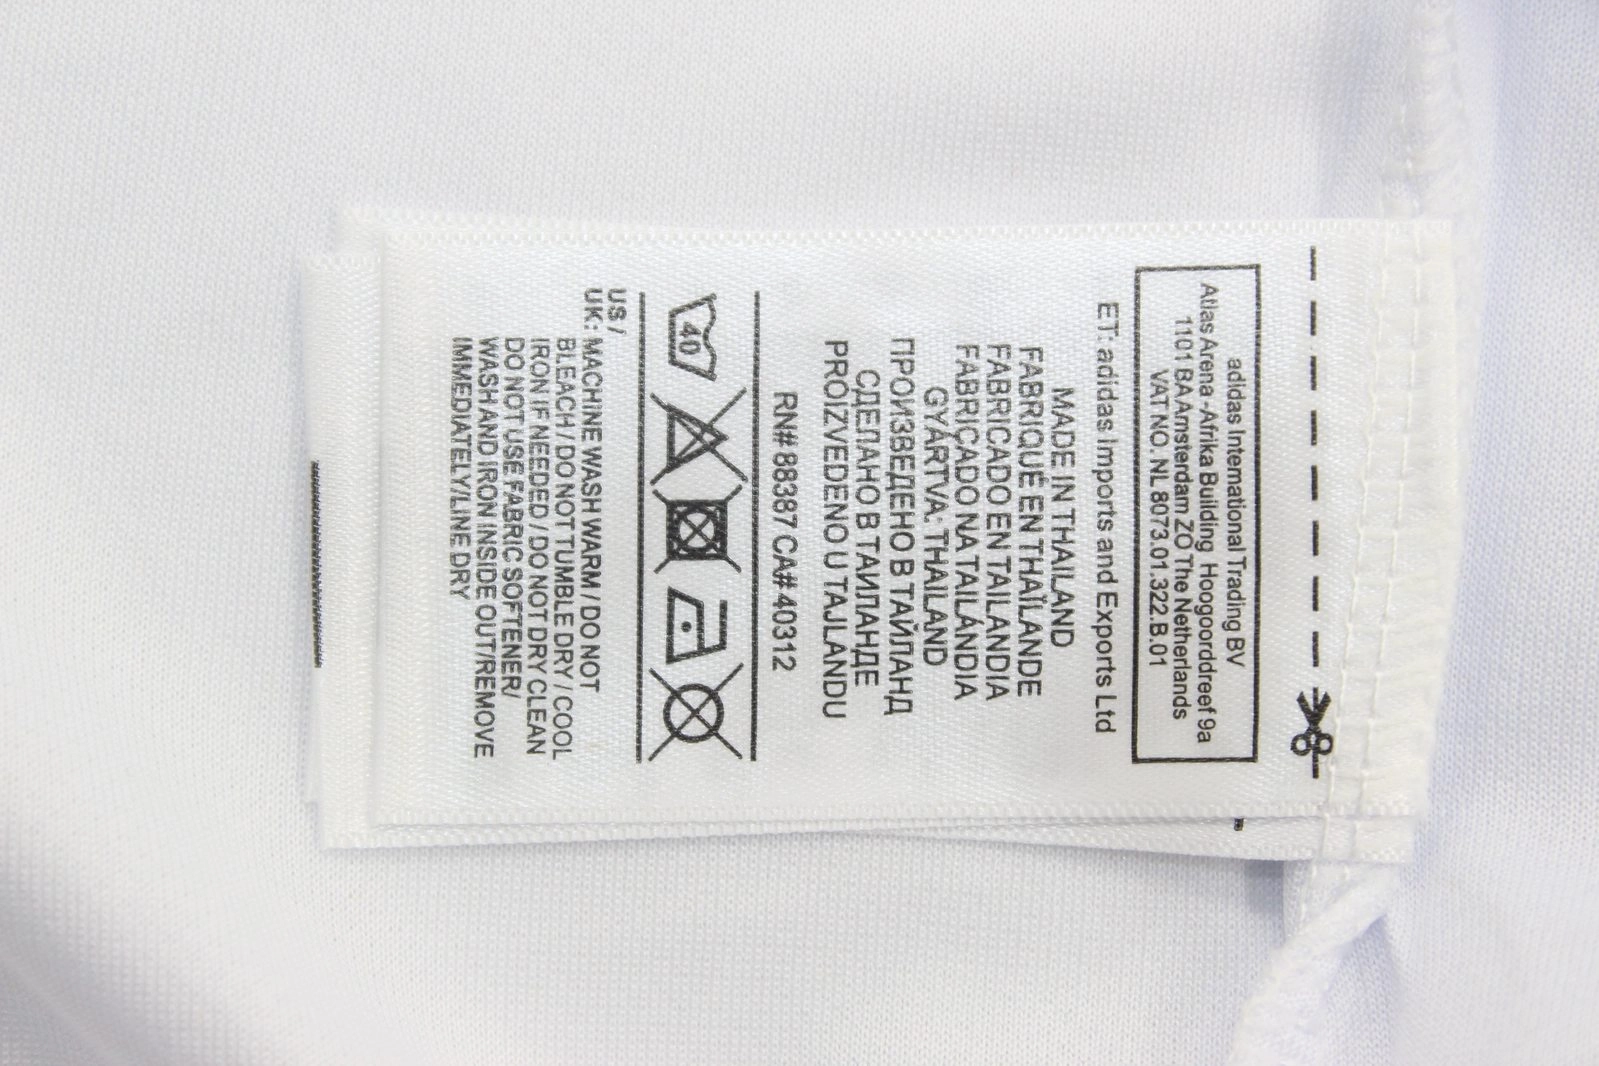 adidas International Trading BV
Atlas Arena -Afrika Building Hoogoorddreef 9a
1101 BA Amsterdam ZO The Netherlands
VAT NO. NL 8073.01.322.B.01
ET: adidas Imports and Exports Ltd
MADE IN THAILAND
FABRIQUÉ EN THAÏLANDE
FABRICADO EN TAILANDIA
FABRICADO NA TAILÂNDIA
GYÁRTVA: THAILAND
ПРОИЗВЕДЕНО В ТАЙЛАНД
СДЕЛАНО В ТАИЛАНДЕ
PROIZVEDENO U TAJLANDU
RN# 88387 CA# 40312
40
US /
UK: MACHINE WASH WARM / DO NOT
BLEACH / DO NOT TUMBLE DRY / COOL
IRON IF NEEDED / DO NOT DRY CLEAN
DO NOT USE FABRIC SOFTENER/
WASH AND IRON INSIDE OUT/REMOVE
IMMEDIATELY/LINE DRY